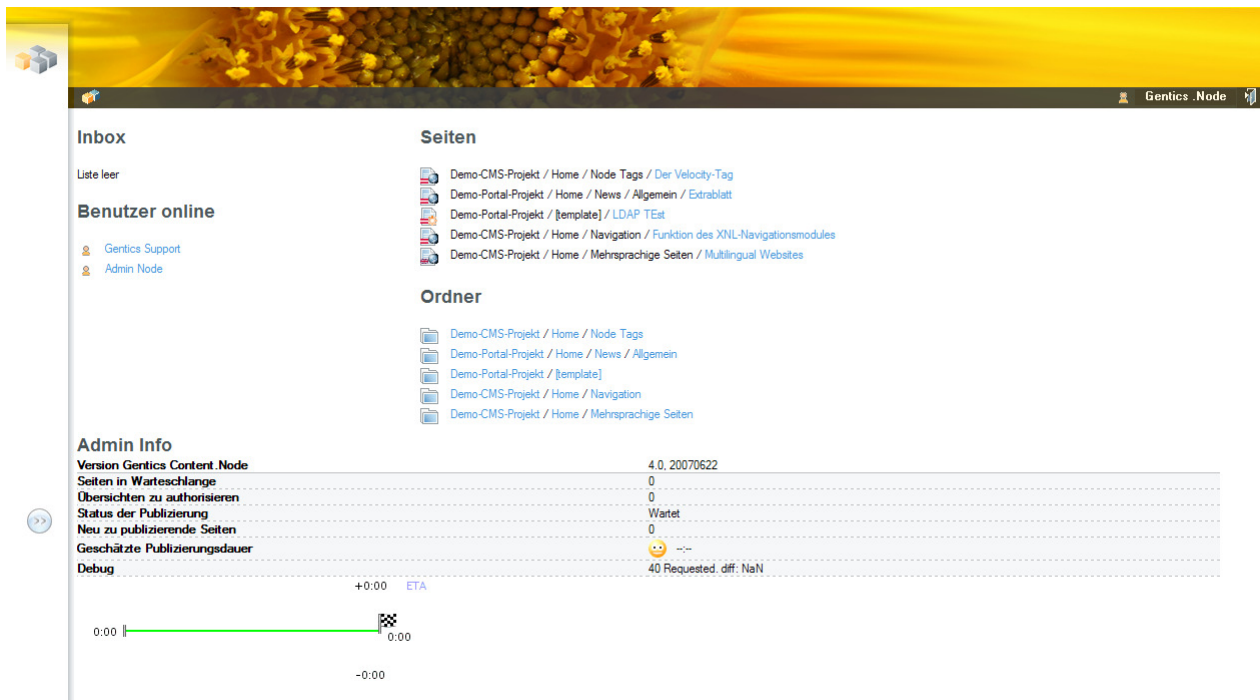 Gentics .Node
Inbox
Liste leer
Benutzer online
Gentics Support
Admin Node
Seiten
Demo-CMS-Projekt / Home / Node Tags / Der Velocity-Tag
Demo-Portal-Projekt / Home / News / Allgemein / Extrablatt
Demo-Portal-Projekt / [template] / LDAP TEst
Demo-CMS-Projekt / Home / Navigation / Funktion des XNL-Navigationsmodules
Demo-CMS-Projekt / Home / Mehrsprachige Seiten / Multilingual Websites
Ordner
Demo-CMS-Projekt / Home / Node Tags
Demo-Portal-Projekt / Home / News / Allgemein
Demo-Portal-Projekt / [template]
Demo-CMS-Projekt / Home / Navigation
Demo-CMS-Projekt / Home / Mehrsprachige Seiten
Admin Info
Version Gentics Content.Node 4.0, 20070622
Seiten in Warteschlange 0
Übersichten zu authorisieren 0
Status der Publizierung Wartet
Neu zu publizierende Seiten 0
Geschätzte Publizierungsdauer --:--
Debug 40 Requested. diff: NaN
+0:00 ETA
0:00 0:00
-0:00